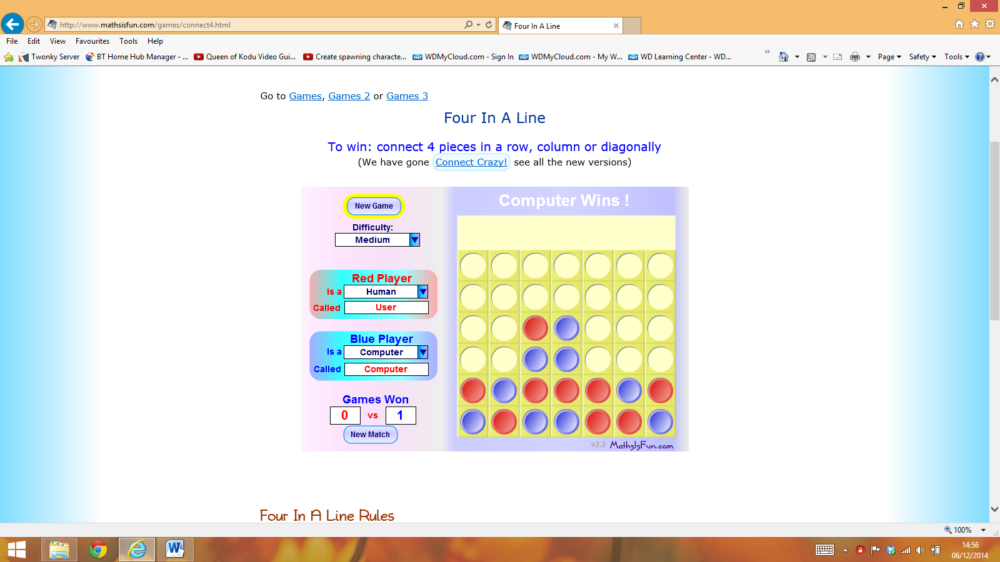 http://www.mathsisfun.com/games/connect4.html
Four In A Line
File Edit View Favourites Tools Help
Twonky Server BT Home Hub Manager - ... Queen of Kodu Video Gui... Create spawning characte... WDMyCloud.com - Sign In WDMyCloud.com - My W... WD Learning Center - WD... » Page Safety Tools
Go to Games, Games 2 or Games 3
Four In A Line
To win: connect 4 pieces in a row, column or diagonally
(We have gone Connect Crazy! see all the new versions)
New Game
Difficulty:
Medium
Red Player
Is a Human
Called User
Blue Player
Is a Computer
Called Computer
Games Won
0 vs 1
New Match
Computer Wins !
v2.2 MathsIsFun.com
Four In A Line Rules
100%
14:56
06/12/2014